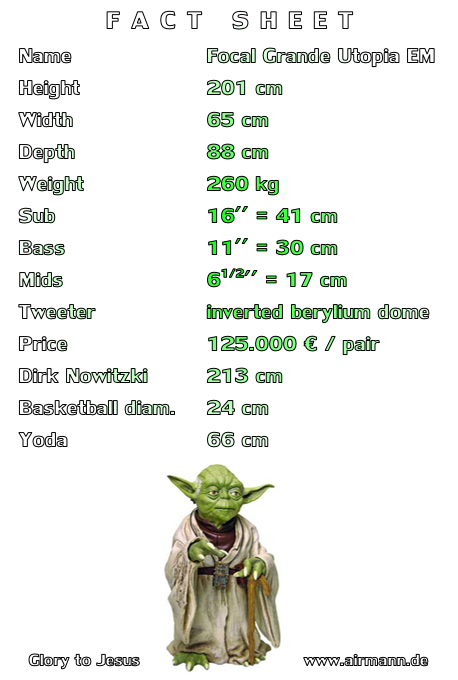 FACT SHEET
Name Focal Grande Utopia EM
Height 201 cm
Width 65 cm
Depth 88 cm
Weight 260 kg
Sub 16′′ = 41 cm
Bass 11′′ = 30 cm
Mids 6 1/2′′ = 17 cm
Tweeter inverted berylium dome
Price 125.000 € / pair
Dirk Nowitzki 213 cm
Basketball diam. 24 cm
Yoda 66 cm
Glory to Jesus www.airmann.de